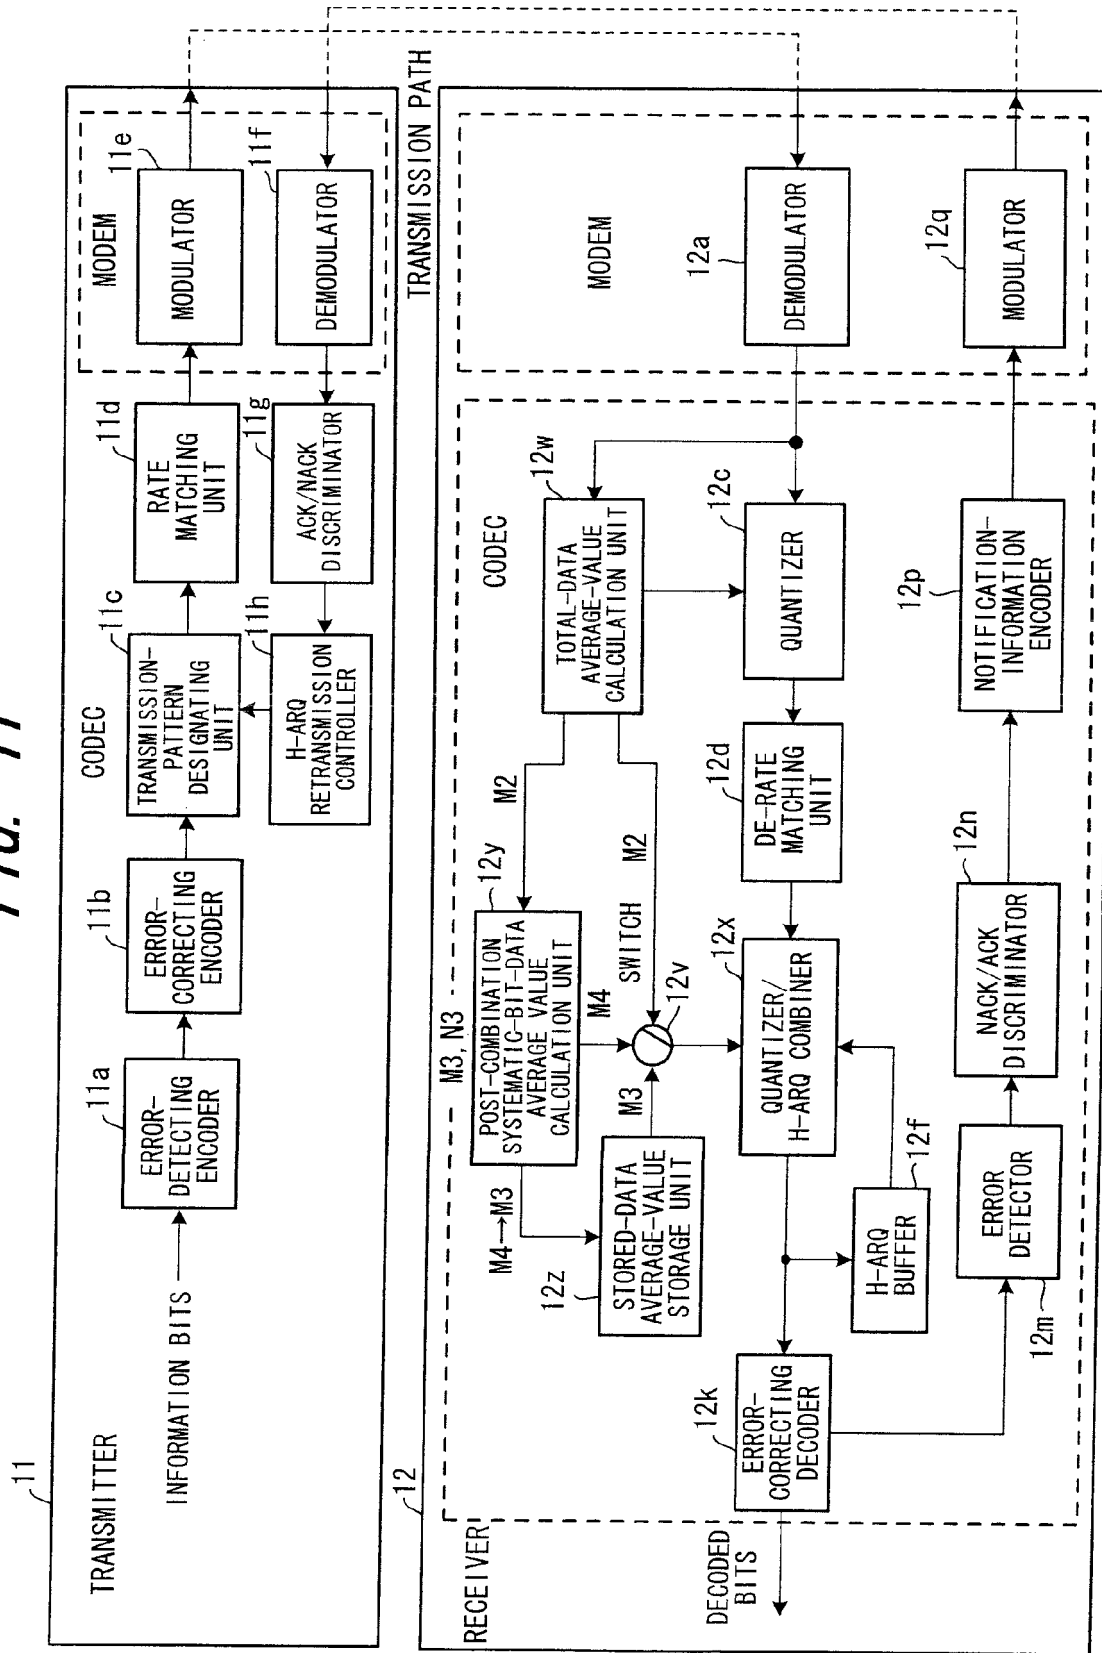 FIG. 17
11
TRANSMITTER
INFORMATION BITS
11a
ERROR-
DETECTING
ENCODER
11b
ERROR-
CORRECTING
ENCODER
CODEC
11c
TRANSMISSION-
PATTERN
DESIGNATING
UNIT
11h
H-ARQ
RETRANSMISSION
CONTROLLER
11d
RATE
MATCHING
UNIT
11g
ACK/NACK
DISCRIMINATOR
MODEM
11e
MODULATOR
11f
DEMODULATOR
TRANSMISSION PATH
12
RECEIVER
DECODED
BITS
12k
ERROR-
CORRECTING
DECODER
M4→M3
12z
STORED-DATA
AVERAGE-VALUE
STORAGE UNIT
M3
M3, N3
12y
POST-COMBINATION
SYSTEMATIC-BIT-DATA
AVERAGE VALUE
CALCULATION UNIT
M4
M2
SWITCH
M2
12v
12x
QUANTIZER/
H-ARQ COMBINER
12f
H-ARQ
BUFFER
12d
DE-RATE
MATCHING
UNIT
CODEC
12w
TOTAL-DATA
AVERAGE-VALUE
CALCULATION UNIT
12c
QUANTIZER
12m
ERROR
DETECTOR
12n
NACK/ACK
DISCRIMINATOR
12p
NOTIFICATION-
INFORMATION
ENCODER
MODEM
12a
DEMODULATOR
12q
MODULATOR